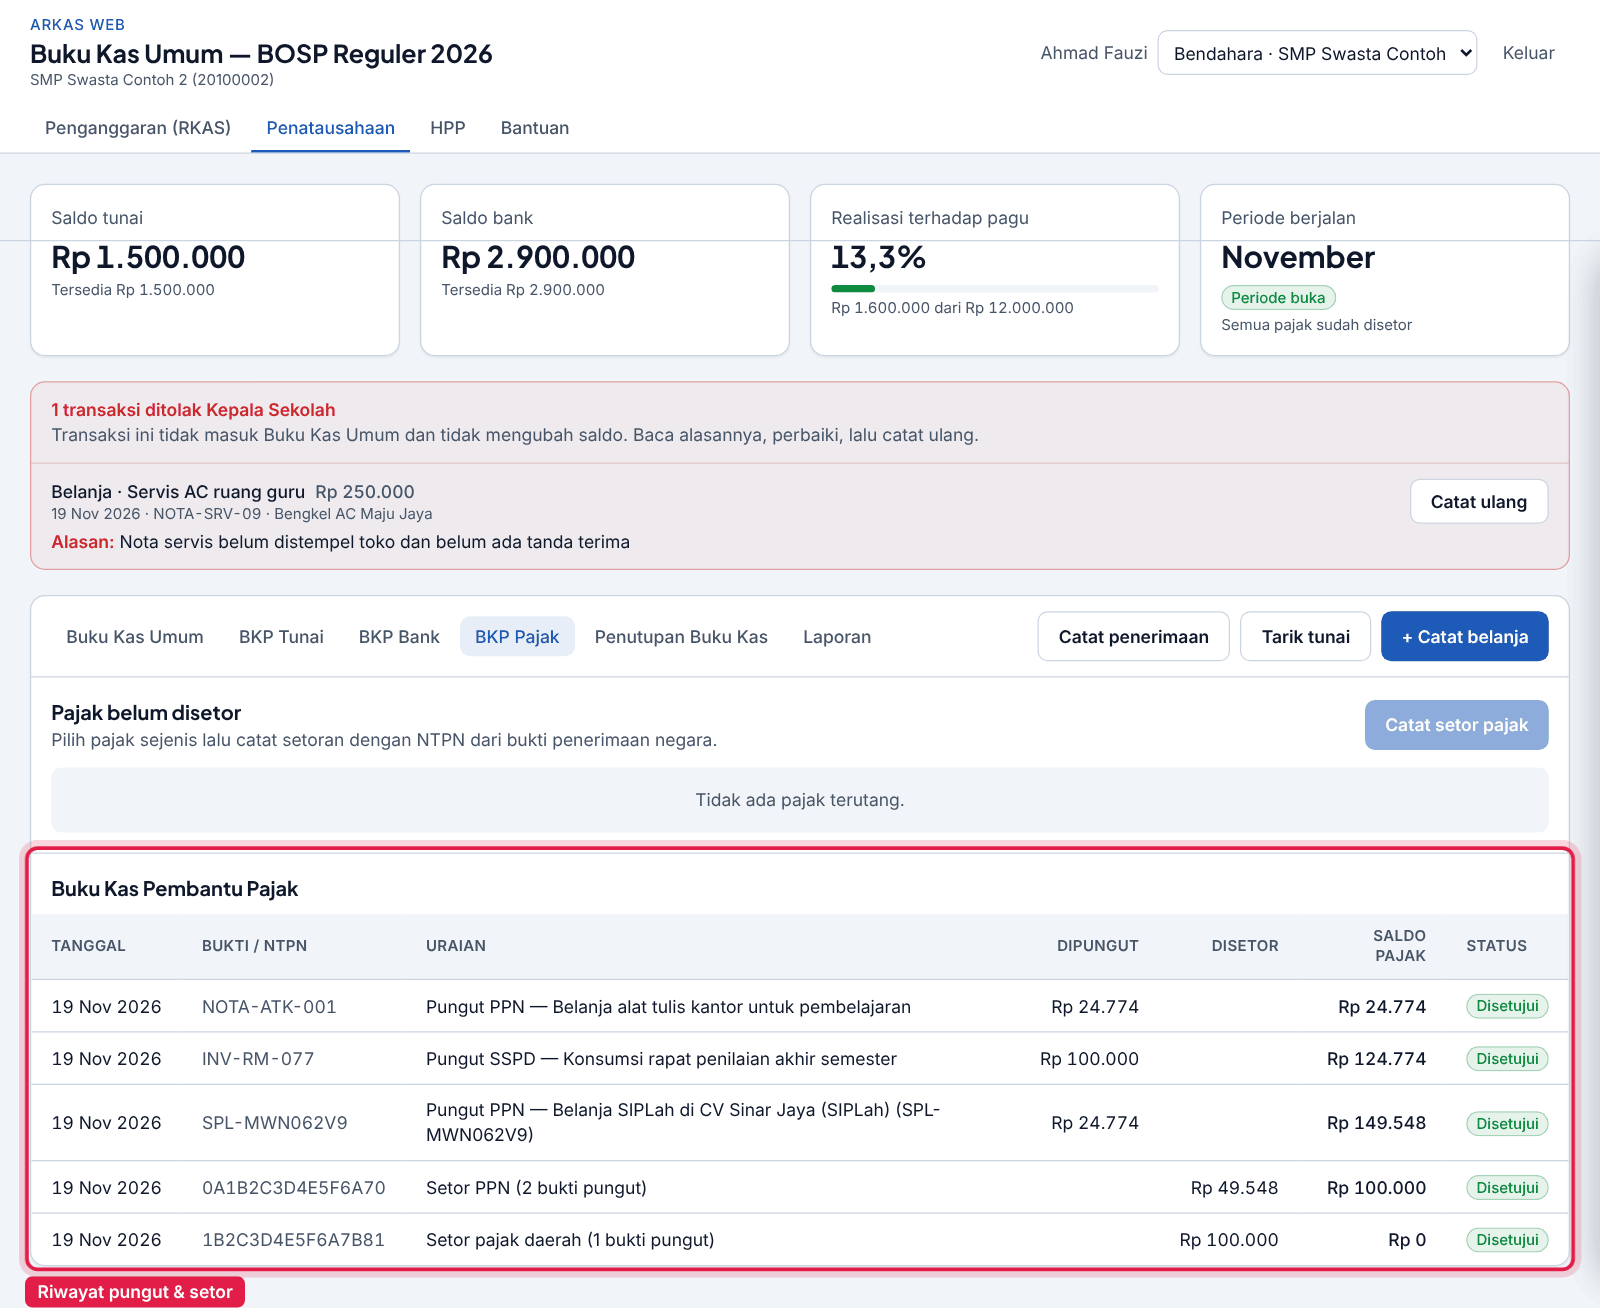 ARKAS WEB
Buku Kas Umum — BOSP Reguler 2026
SMP Swasta Contoh 2 (20100002)
Ahmad Fauzi
Bendahara · SMP Swasta Contoh
Keluar
Penganggaran (RKAS)
Penatausahaan
HPP
Bantuan
Saldo tunai
Rp 1.500.000
Tersedia Rp 1.500.000
Saldo bank
Rp 2.900.000
Tersedia Rp 2.900.000
Realisasi terhadap pagu
13,3%
Rp 1.600.000 dari Rp 12.000.000
Periode berjalan
November
Periode buka
Semua pajak sudah disetor
1 transaksi ditolak Kepala Sekolah
Transaksi ini tidak masuk Buku Kas Umum dan tidak mengubah saldo. Baca alasannya, perbaiki, lalu catat ulang.
Belanja · Servis AC ruang guru Rp 250.000
19 Nov 2026 · NOTA-SRV-09 · Bengkel AC Maju Jaya
Alasan: Nota servis belum distempel toko dan belum ada tanda terima
Catat ulang
Buku Kas Umum
BKP Tunai
BKP Bank
BKP Pajak
Penutupan Buku Kas
Laporan
Catat penerimaan
Tarik tunai
+ Catat belanja
Pajak belum disetor
Pilih pajak sejenis lalu catat setoran dengan NTPN dari bukti penerimaan negara.
Catat setor pajak
Tidak ada pajak terutang.
Buku Kas Pembantu Pajak
TANGGAL BUKTI / NTPN URAIAN DIPUNGUT DISETOR SALDO PAJAK STATUS
19 Nov 2026 NOTA-ATK-001 Pungut PPN — Belanja alat tulis kantor untuk pembelajaran Rp 24.774 Rp 24.774 Disetujui
19 Nov 2026 INV-RM-077 Pungut SSPD — Konsumsi rapat penilaian akhir semester Rp 100.000 Rp 124.774 Disetujui
19 Nov 2026 SPL-MWN062V9 Pungut PPN — Belanja SIPLah di CV Sinar Jaya (SIPLah) (SPL-
MWN062V9) Rp 24.774 Rp 149.548 Disetujui
19 Nov 2026 0A1B2C3D4E5F6A70 Setor PPN (2 bukti pungut) Rp 49.548 Rp 100.000 Disetujui
19 Nov 2026 1B2C3D4E5F6A7B81 Setor pajak daerah (1 bukti pungut) Rp 100.000 Rp 0 Disetujui
Riwayat pungut & setor